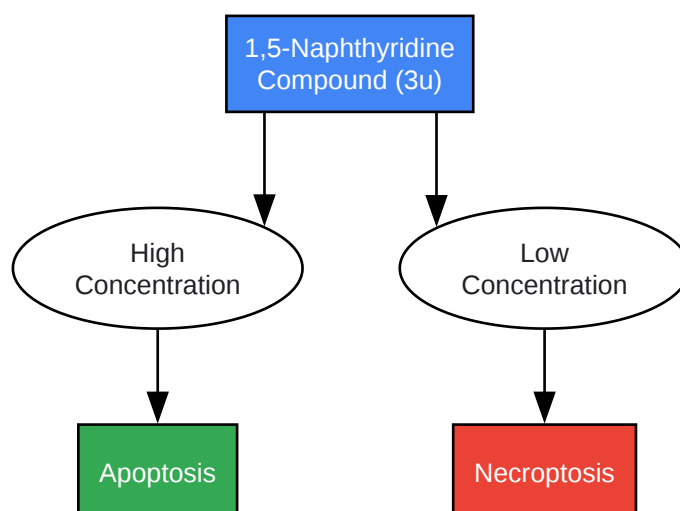 1,5-Naphthyridine
Compound (3u)
High
Concentration
Low
Concentration
Apoptosis
Necroptosis